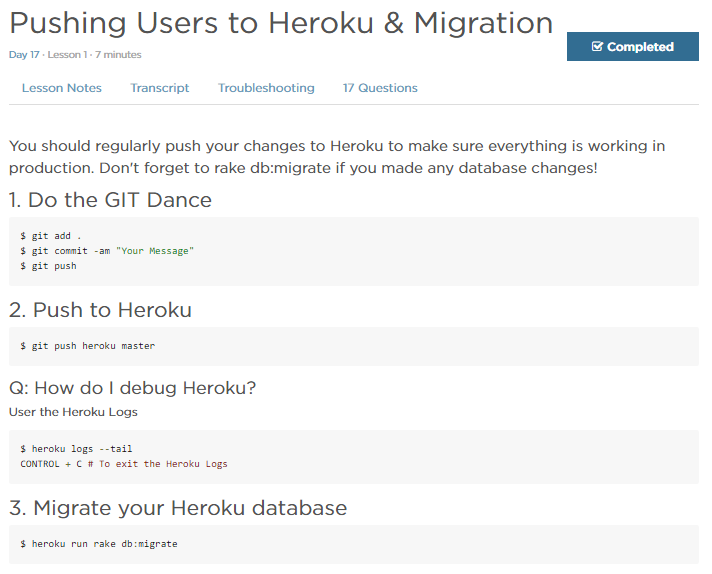 Pushing Users to Heroku & Migration
Completed
Day 17 · Lesson 1 · 7 minutes
Lesson Notes Transcript Troubleshooting 17 Questions
You should regularly push your changes to Heroku to make sure everything is working in
production. Don't forget to rake db:migrate if you made any database changes!
1. Do the GIT Dance
$ git add .
$ git commit -am "Your Message"
$ git push
2. Push to Heroku
$ git push heroku master
Q: How do I debug Heroku?
User the Heroku Logs
$ heroku logs --tail
CONTROL + C # To exit the Heroku Logs
3. Migrate your Heroku database
$ heroku run rake db:migrate